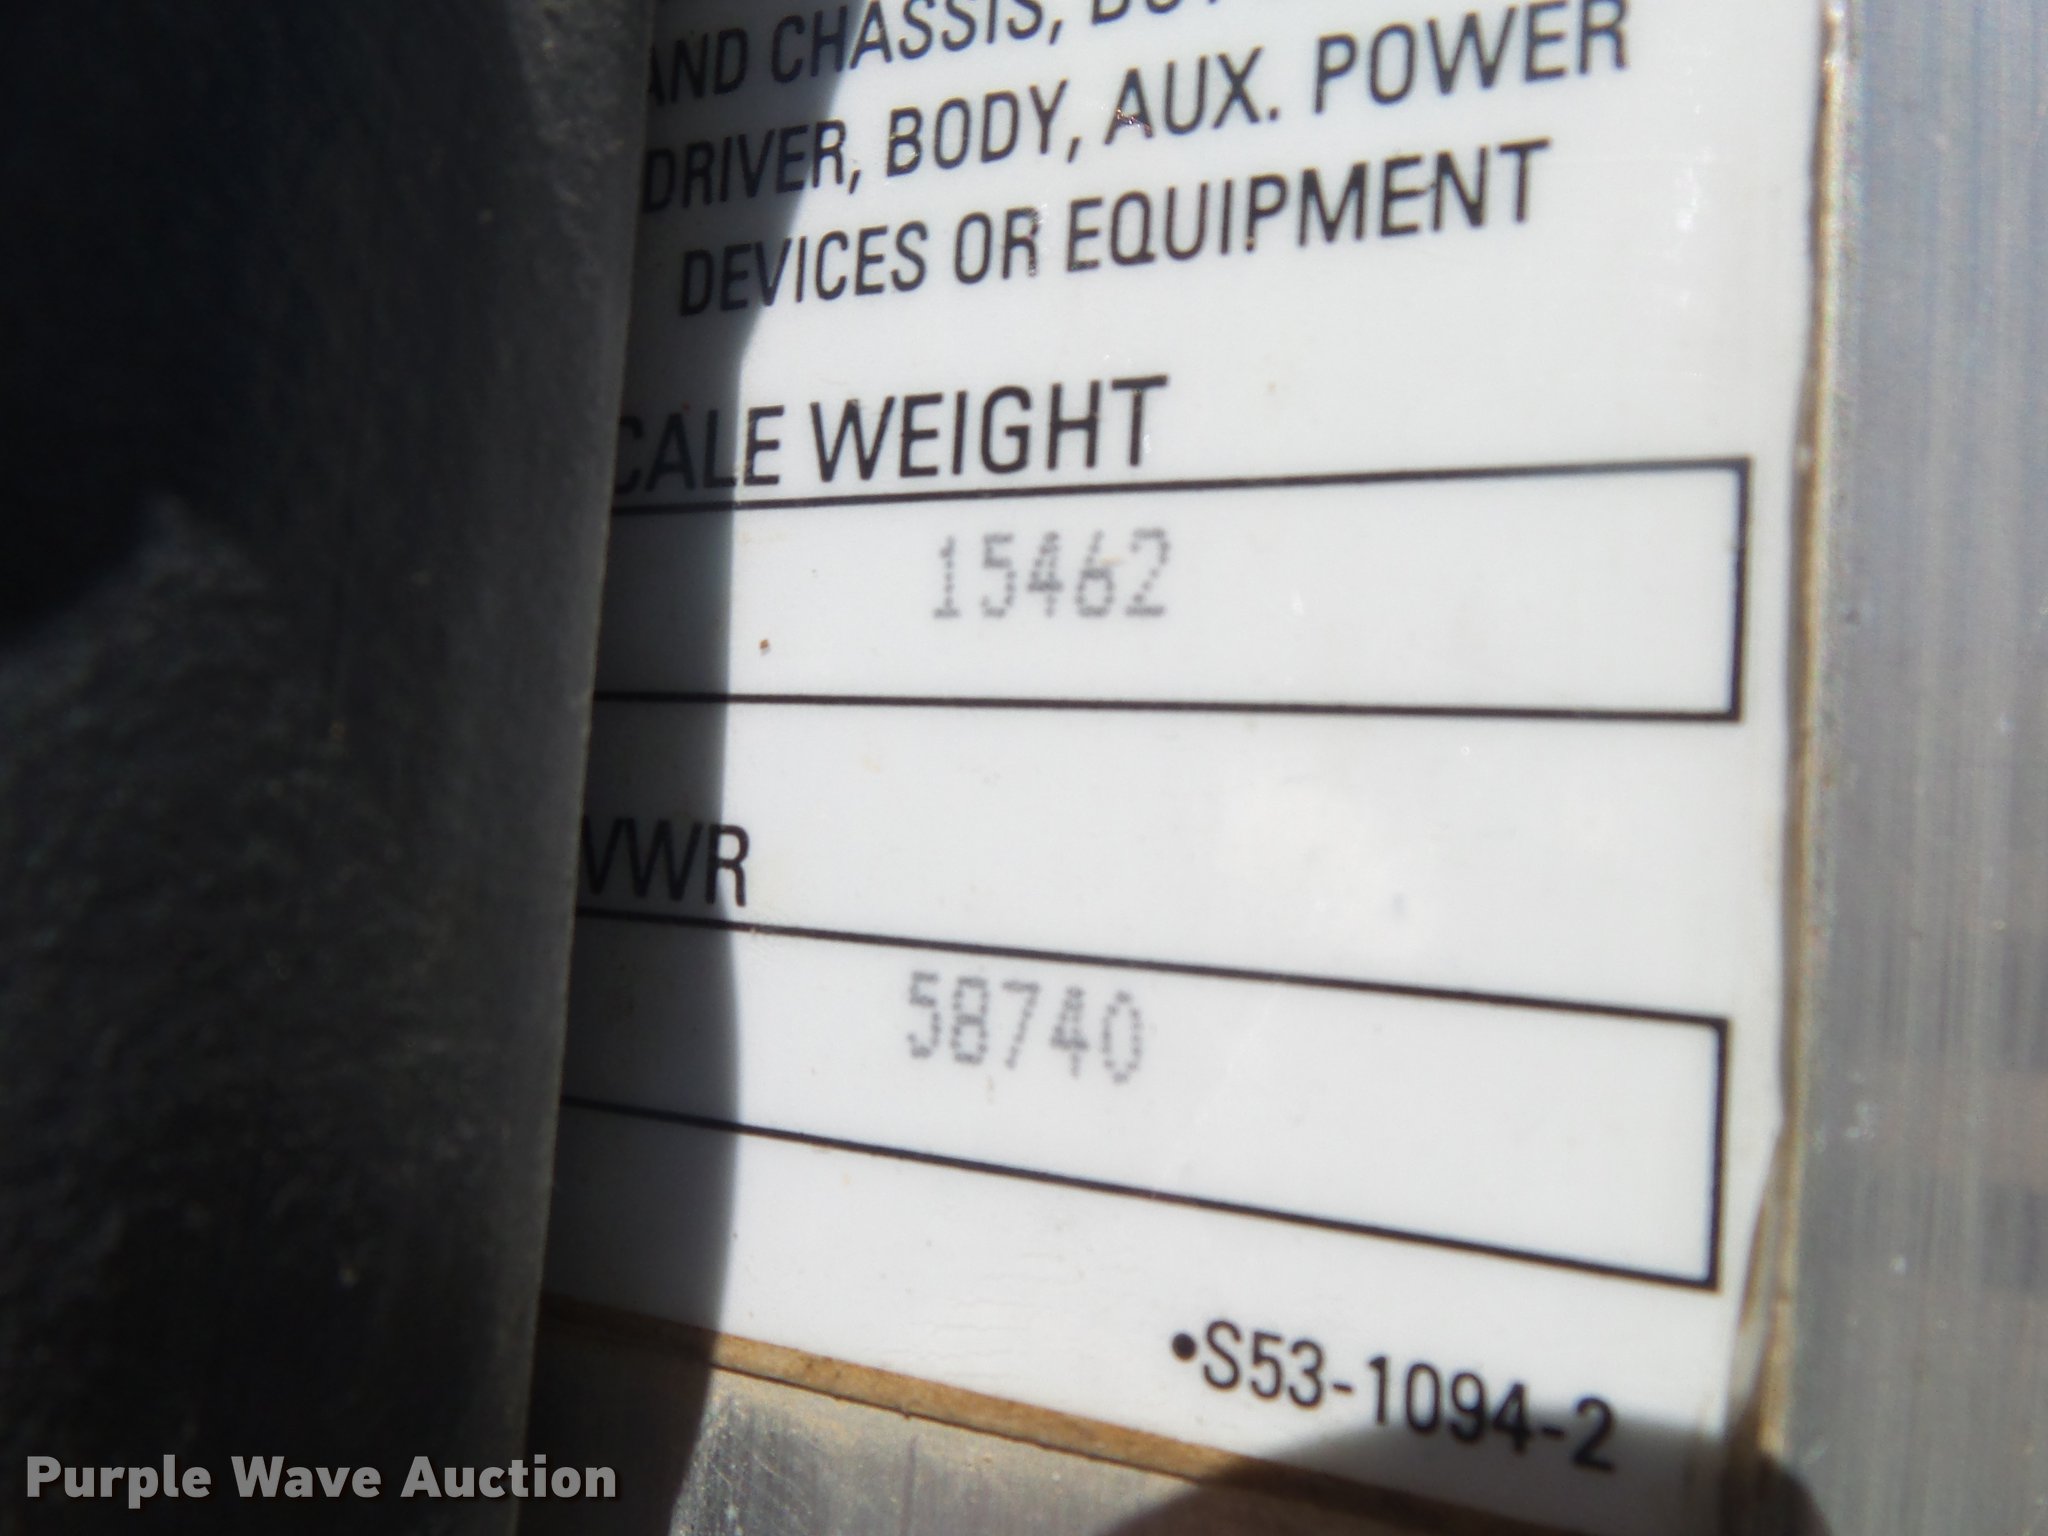 AND CHASSIS,
DRIVER, BODY, AUX. POWER
DEVICES OR EQUIPMENT
CALE WEIGHT
15462
VWR
58740
•S53-1094-2
Purple Wave Auction